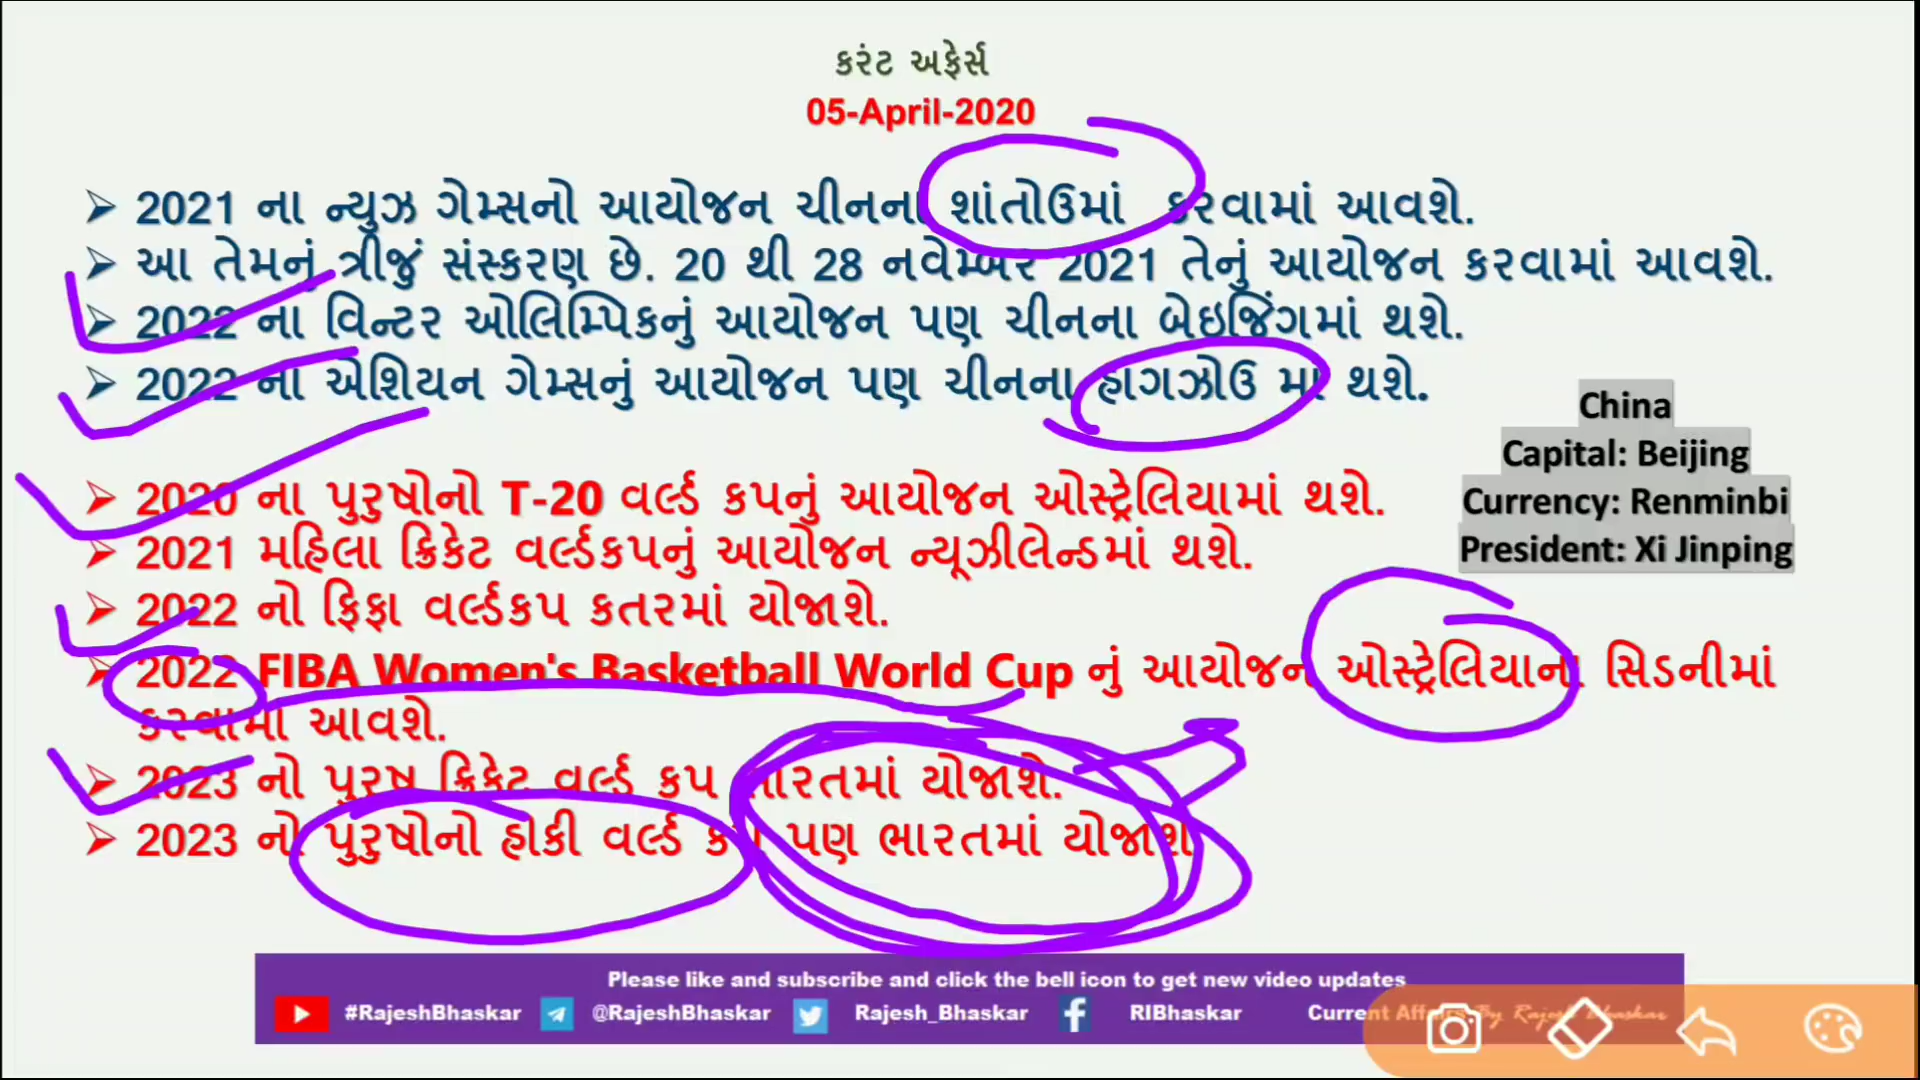 કરંટ અફેર્સ
05-April-2020
➢ 2021 ના ન્યુઝ ગેમ્સનો આયોજન ચીનના શાંતોઉમાં કરવામાં આવશે.
➢ આ તેમનું ત્રીજું સંસ્કરણ છે. 20 થી 28 નવેમ્બર 2021 તેનું આયોજન કરવામાં આવશે.
➢ 2022 ના વિન્ટર ઓલિમ્પિકનું આયોજન પણ ચીનના બેઇજિંગમાં થશે.
➢ 2022 ના એશિયન ગેમ્સનું આયોજન પણ ચીનના હાંગઝોઉ મા થશે.
China
Capital: Beijing
Currency: Renminbi
President: Xi Jinping
➢ 2020 ના પુરુષોનો T-20 વર્લ્ડ કપનું આયોજન ઓસ્ટ્રેલિયામાં થશે.
➢ 2021 મહિલા ક્રિકેટ વર્લ્ડકપનું આયોજન ન્યૂઝીલેન્ડમાં થશે.
➢ 2022 નો ફિફા વર્લ્ડકપ કતરમાં યોજાશે.
➢ 2022 FIBA Women's Basketball World Cup નું આયોજન ઓસ્ટ્રેલિયાના સિડનીમાં
કરવામાં આવશે.
➢ 2023 નો પુરુષ ક્રિકેટ વર્લ્ડ કપ ભારતમાં યોજાશે.
➢ 2023 નો પુરુષોનો હોકી વર્લ્ડ કપ પણ ભારતમાં યોજાશે
Please like and subscribe and click the bell icon to get new video updates
#RajeshBhaskar @RajeshBhaskar Rajesh_Bhaskar RIBhaskar Current Affairs By Rajesh Bhaskar